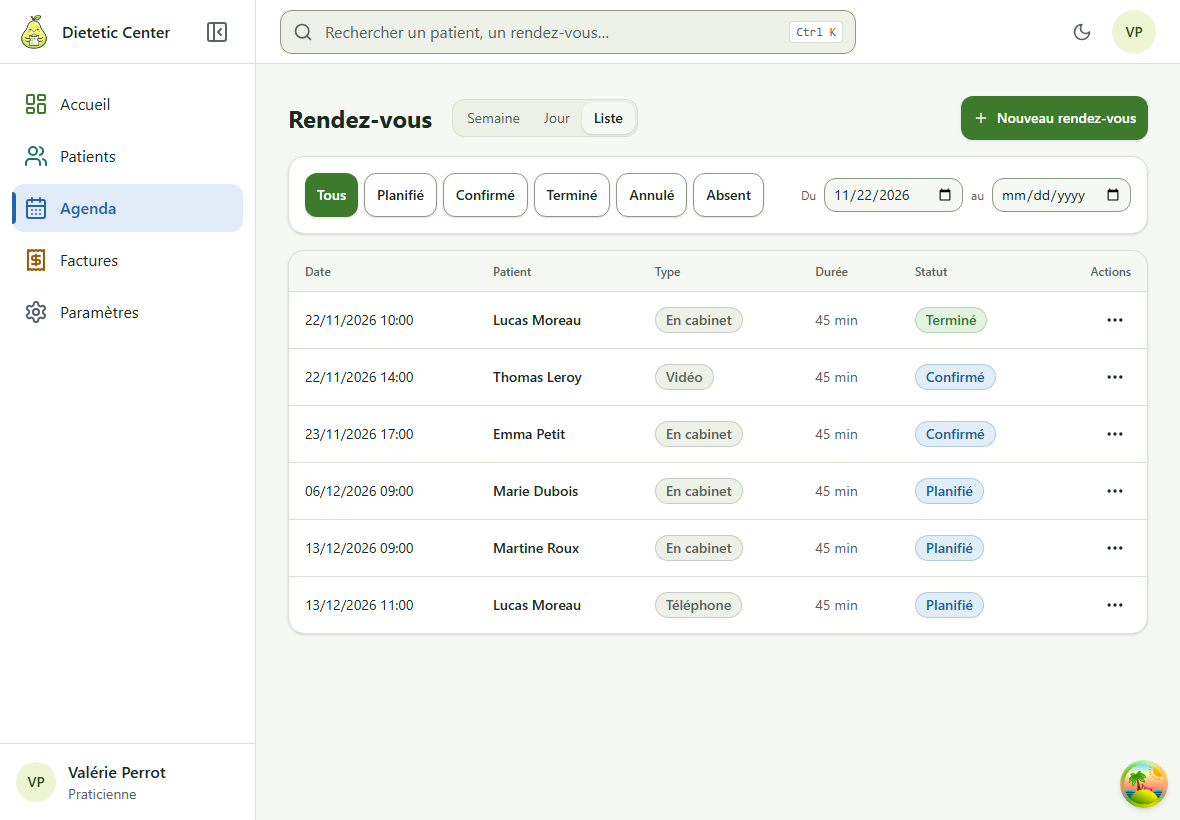 Dietetic Center
Rechercher un patient, un rendez-vous...
Ctrl K
VP
Accueil
Patients
Agenda
Factures
Paramètres
Rendez-vous
Semaine Jour Liste
+ Nouveau rendez-vous
Tous Planifié Confirmé Terminé Annulé Absent
Du 11/22/2026 au mm/dd/yyyy
Date Patient Type Durée Statut Actions
22/11/2026 10:00 Lucas Moreau En cabinet 45 min Terminé
22/11/2026 14:00 Thomas Leroy Vidéo 45 min Confirmé
23/11/2026 17:00 Emma Petit En cabinet 45 min Confirmé
06/12/2026 09:00 Marie Dubois En cabinet 45 min Planifié
13/12/2026 09:00 Martine Roux En cabinet 45 min Planifié
13/12/2026 11:00 Lucas Moreau Téléphone 45 min Planifié
VP
Valérie Perrot
Praticienne